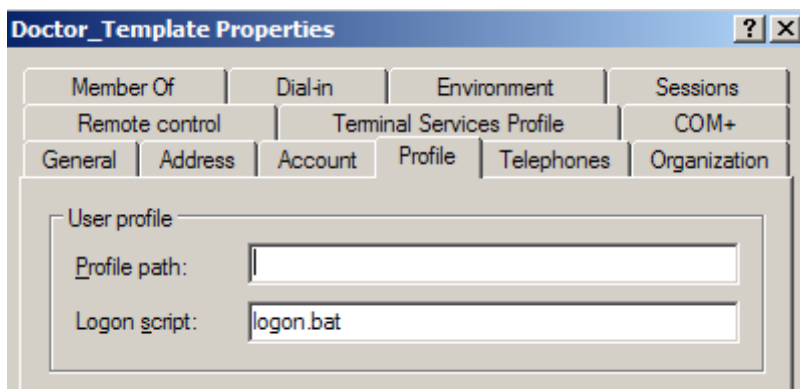 Doctor_Template Properties
Member Of Dial-in Environment Sessions
Remote control Terminal Services Profile COM+
General Address Account Profile Telephones Organization
User profile
Profile path:
Logon script: logon.bat